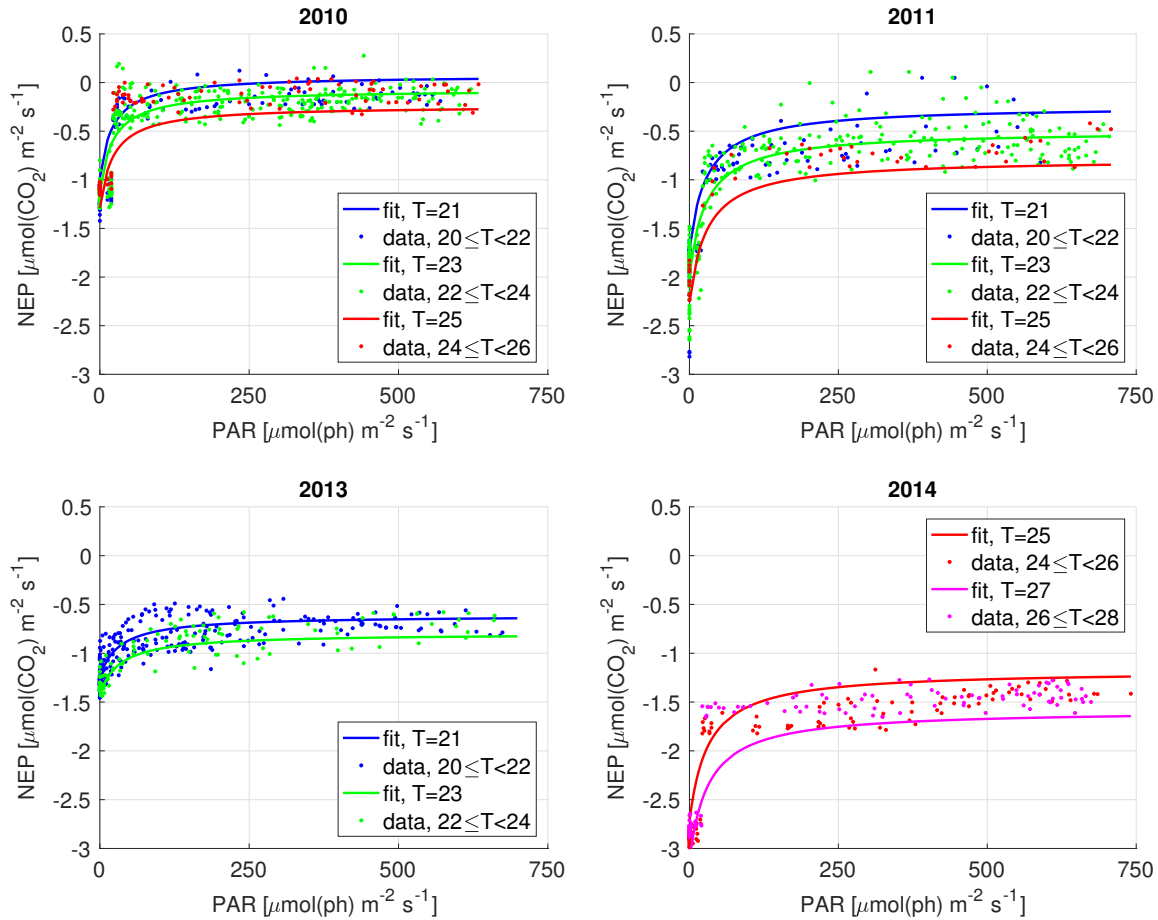 2010
0.5
0
-0.5
-1
-1.5
-2
-2.5
-3
NEP [μmol(CO₂) m⁻² s⁻¹]
fit, T=21
data, 20≤T<22
fit, T=23
data, 22≤T<24
fit, T=25
data, 24≤T<26
0 250 500 750
PAR [μmol(ph) m⁻² s⁻¹]
2011
0.5
0
-0.5
-1
-1.5
-2
-2.5
-3
NEP [μmol(CO₂) m⁻² s⁻¹]
fit, T=21
data, 20≤T<22
fit, T=23
data, 22≤T<24
fit, T=25
data, 24≤T<26
0 250 500 750
PAR [μmol(ph) m⁻² s⁻¹]
2013
0.5
0
-0.5
-1
-1.5
-2
-2.5
-3
NEP [μmol(CO₂) m⁻² s⁻¹]
fit, T=21
data, 20≤T<22
fit, T=23
data, 22≤T<24
0 250 500 750
PAR [μmol(ph) m⁻² s⁻¹]
2014
0.5
0
-0.5
-1
-1.5
-2
-2.5
-3
NEP [μmol(CO₂) m⁻² s⁻¹]
fit, T=25
data, 24≤T<26
fit, T=27
data, 26≤T<28
0 250 500 750
PAR [μmol(ph) m⁻² s⁻¹]